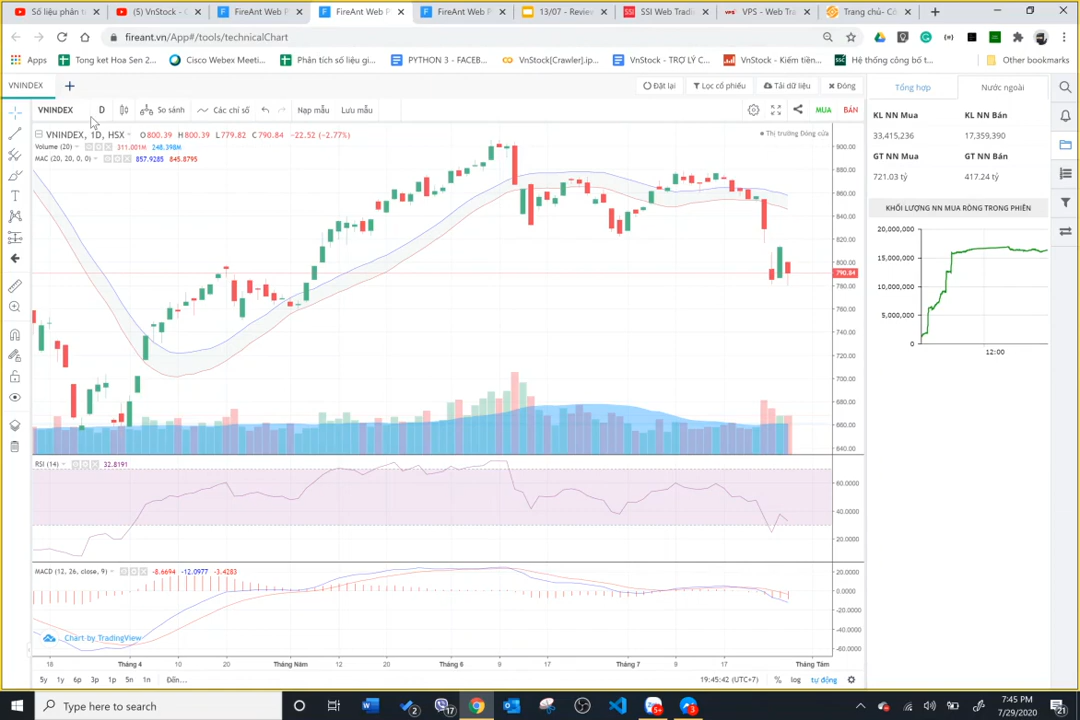 Số liệu phân t
(5) VnStock - C
FireAnt Web P
FireAnt Web P
FireAnt Web P
13/07 - Review
SSI Web Tradi
VPS - Web Tra
Trang chủ- Cô
fireant.vn/App#/tools/technicalChart
Apps
Tong ket Hoa Sen 2...
Cisco Webex Meeti...
Phân tích số liệu gi...
PYTHON 3 - FACEB...
VnStock[Crawler].ip...
VnStock - TRỢ LÝ C...
VnStock - Kiếm tiền...
Hệ thống công bố t...
Other bookmarks
VNINDEX
Đặt lại
Lọc cổ phiếu
Tải dữ liệu
Đóng
Tổng hợp
Nước ngoài
VNINDEX
D
So sánh
Các chỉ số
Nạp mẫu
Lưu mẫu
MUA
BÁN
VNINDEX, 1D, HSX
O800.39 H800.39 L779.82 C790.84 -22.52 (-2.77%)
Thị trường Đóng cửa
Volume (20)
311.001M 248.398M
MAC (20, 20, 0, 0)
857.9285 845.8795
900.00
880.00
860.00
840.00
820.00
800.00
790.84
780.00
760.00
740.00
720.00
700.00
680.00
660.00
640.00
KL NN Mua
KL NN Bán
33,415,236
17,359,390
GT NN Mua
GT NN Bán
721.03 tỷ
417.24 tỷ
KHỐI LƯỢNG NN MUA RÒNG TRONG PHIÊN
20,000,000
15,000,000
10,000,000
5,000,000
0
12:00
RSI (14)
32.8191
60.0000
40.0000
20.0000
MACD (12, 26, close, 9)
-8.6694 -12.0977 -3.4283
20.0000
0.0000
-20.0000
-40.0000
-60.0000
Chart by TradingView
18
Tháng 4
10
20
Tháng Năm
12
20
Tháng 6
9
17
Tháng 7
9
17
Tháng Tám
5y 1y 6p 3p 1p 5n 1n Đến...
19:45:42 (UTC+7)
%
log
tự động
Type here to search
7:45 PM
7/29/2020